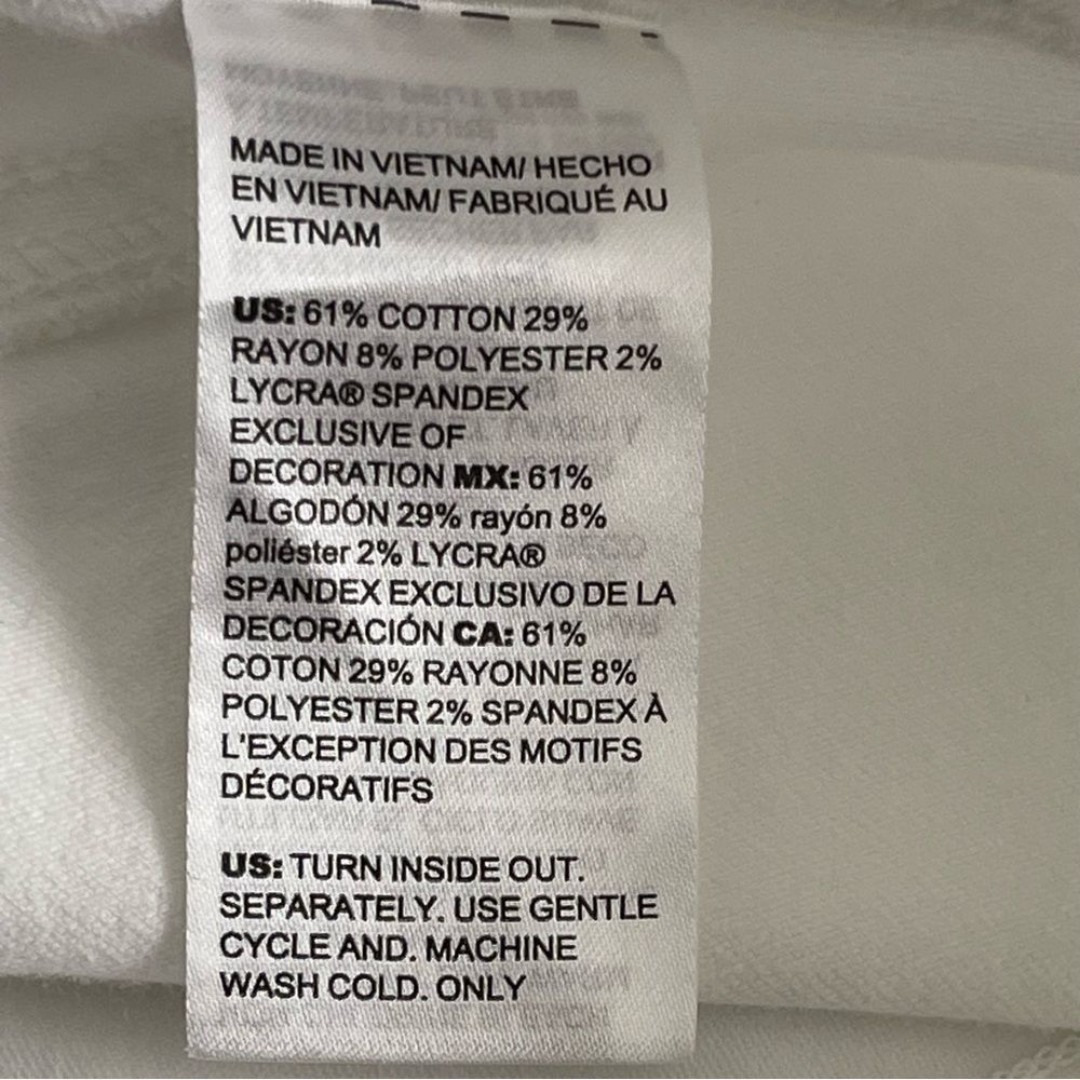 MADE IN VIETNAM/ HECHO
EN VIETNAM/ FABRIQUÉ AU
VIETNAM
US: 61% COTTON 29%
RAYON 8% POLYESTER 2%
LYCRA® SPANDEX
EXCLUSIVE OF
DECORATION MX: 61%
ALGODÓN 29% rayón 8%
poliéster 2% LYCRA®
SPANDEX EXCLUSIVO DE LA
DECORACIÓN CA: 61%
COTON 29% RAYONNE 8%
POLYESTER 2% SPANDEX À
L'EXCEPTION DES MOTIFS
DÉCORATIFS
US: TURN INSIDE OUT.
SEPARATELY. USE GENTLE
CYCLE AND. MACHINE
WASH COLD. ONLY